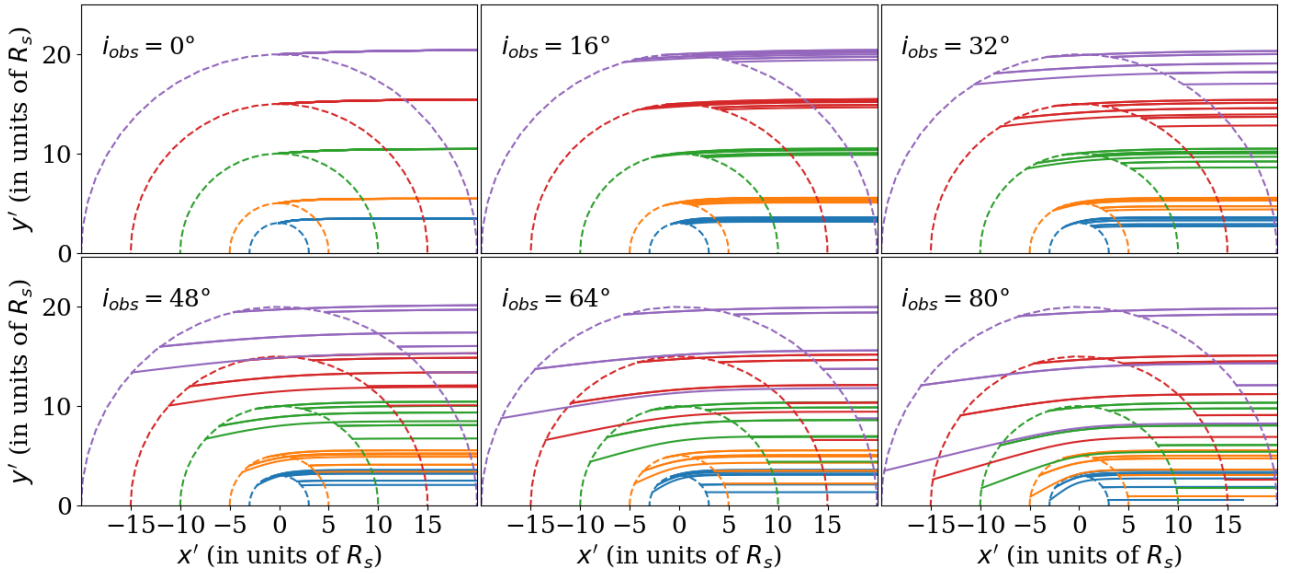 y′ (in units of R_s)
20
10
0
i_obs = 0°
i_obs = 16°
i_obs = 32°
y′ (in units of R_s)
20
10
0
i_obs = 48°
i_obs = 64°
i_obs = 80°
−15 −10 −5 0 5 10 15
−15 −10 −5 0 5 10 15
−15 −10 −5 0 5 10 15
x′ (in units of R_s)
x′ (in units of R_s)
x′ (in units of R_s)